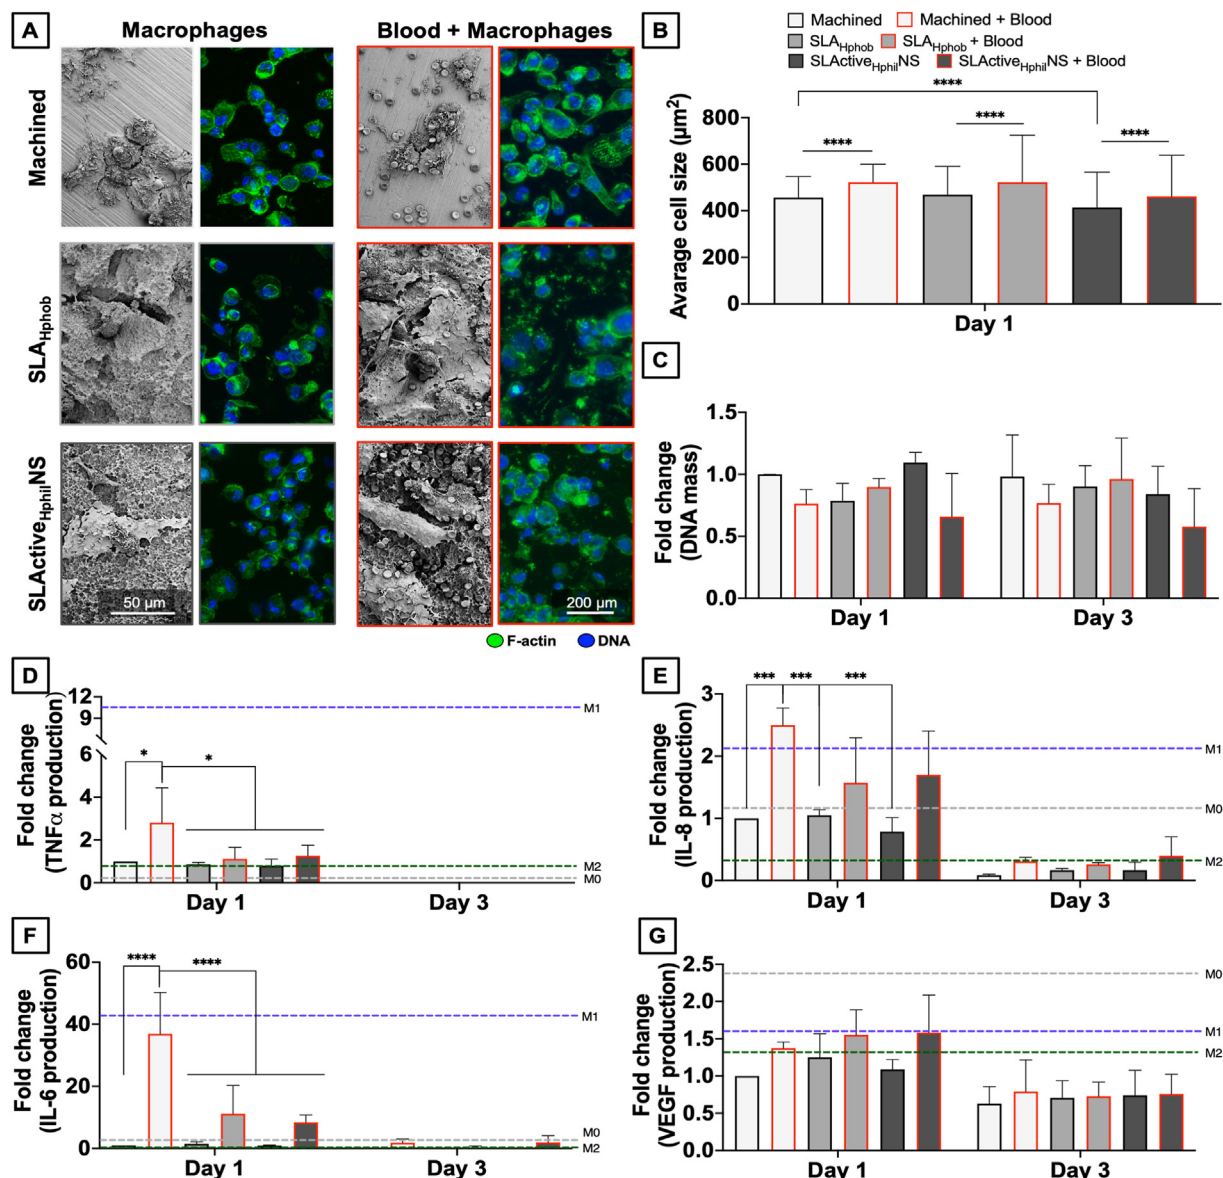 A
Macrophages
Blood + Macrophages
Machined
SLAHphob
SLActiveHphilNS
50 µm
200 µm
F-actin
DNA
B
Machined
Machined + Blood
SLAHphob
SLAHphob + Blood
SLActiveHphilNS
SLActiveHphilNS + Blood
Avarage cell size (µm²)
800
600
400
200
0
****
****
****
****
Day 1
C
Fold change
(DNA mass)
1.5
1.0
0.5
0.0
Day 1
Day 3
D
Fold change
(TNFα production)
12
9
6
4
2
0
*
*
M1
M2
M0
Day 1
Day 3
E
Fold change
(IL-8 production)
3
2
1
0
***
***
***
M1
M0
M2
Day 1
Day 3
F
Fold change
(IL-6 production)
60
40
20
0
****
****
M1
M0
M2
Day 1
Day 3
G
Fold change
(VEGF production)
2.5
2.0
1.5
1.0
0.5
0.0
M0
M1
M2
Day 1
Day 3